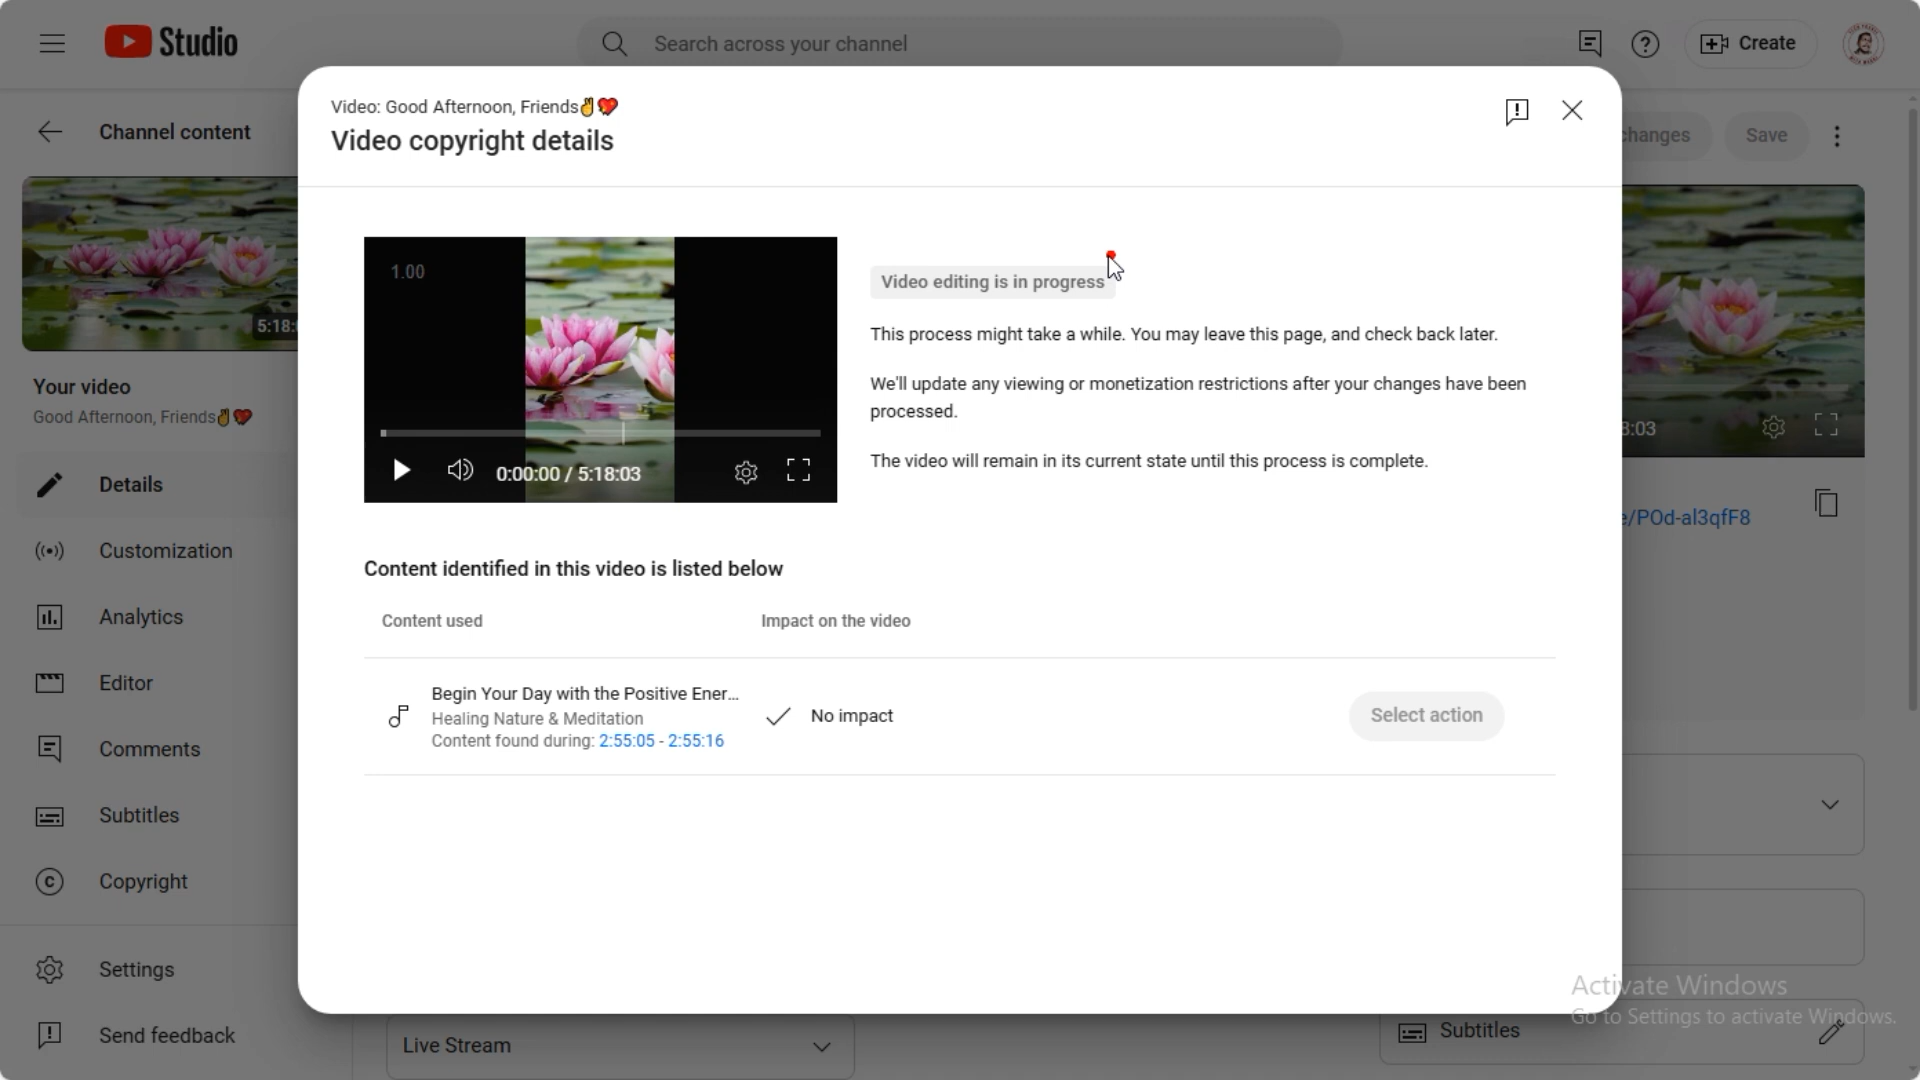 Studio
Search across your channel
Create
Channel content
5:18:
Your video
Good Afternoon, Friends✌️💖
Details
Customization
Analytics
Editor
Comments
Subtitles
Copyright
Settings
Send feedback
Video: Good Afternoon, Friends✌️💖
Video copyright details
1.00
0:00:00 / 5:18:03
Video editing is in progress
This process might take a while. You may leave this page, and check back later.
We'll update any viewing or monetization restrictions after your changes have been
processed.
The video will remain in its current state until this process is complete.
Content identified in this video is listed below
Content used
Impact on the video
Begin Your Day with the Positive Ener...
Healing Nature & Meditation
Content found during: 2:55:05 - 2:55:16
No impact
Select action
changes
Save
8:03
e/POd-al3qfF8
Live Stream
Subtitles
Activate Windows
Go to Settings to activate Windows.